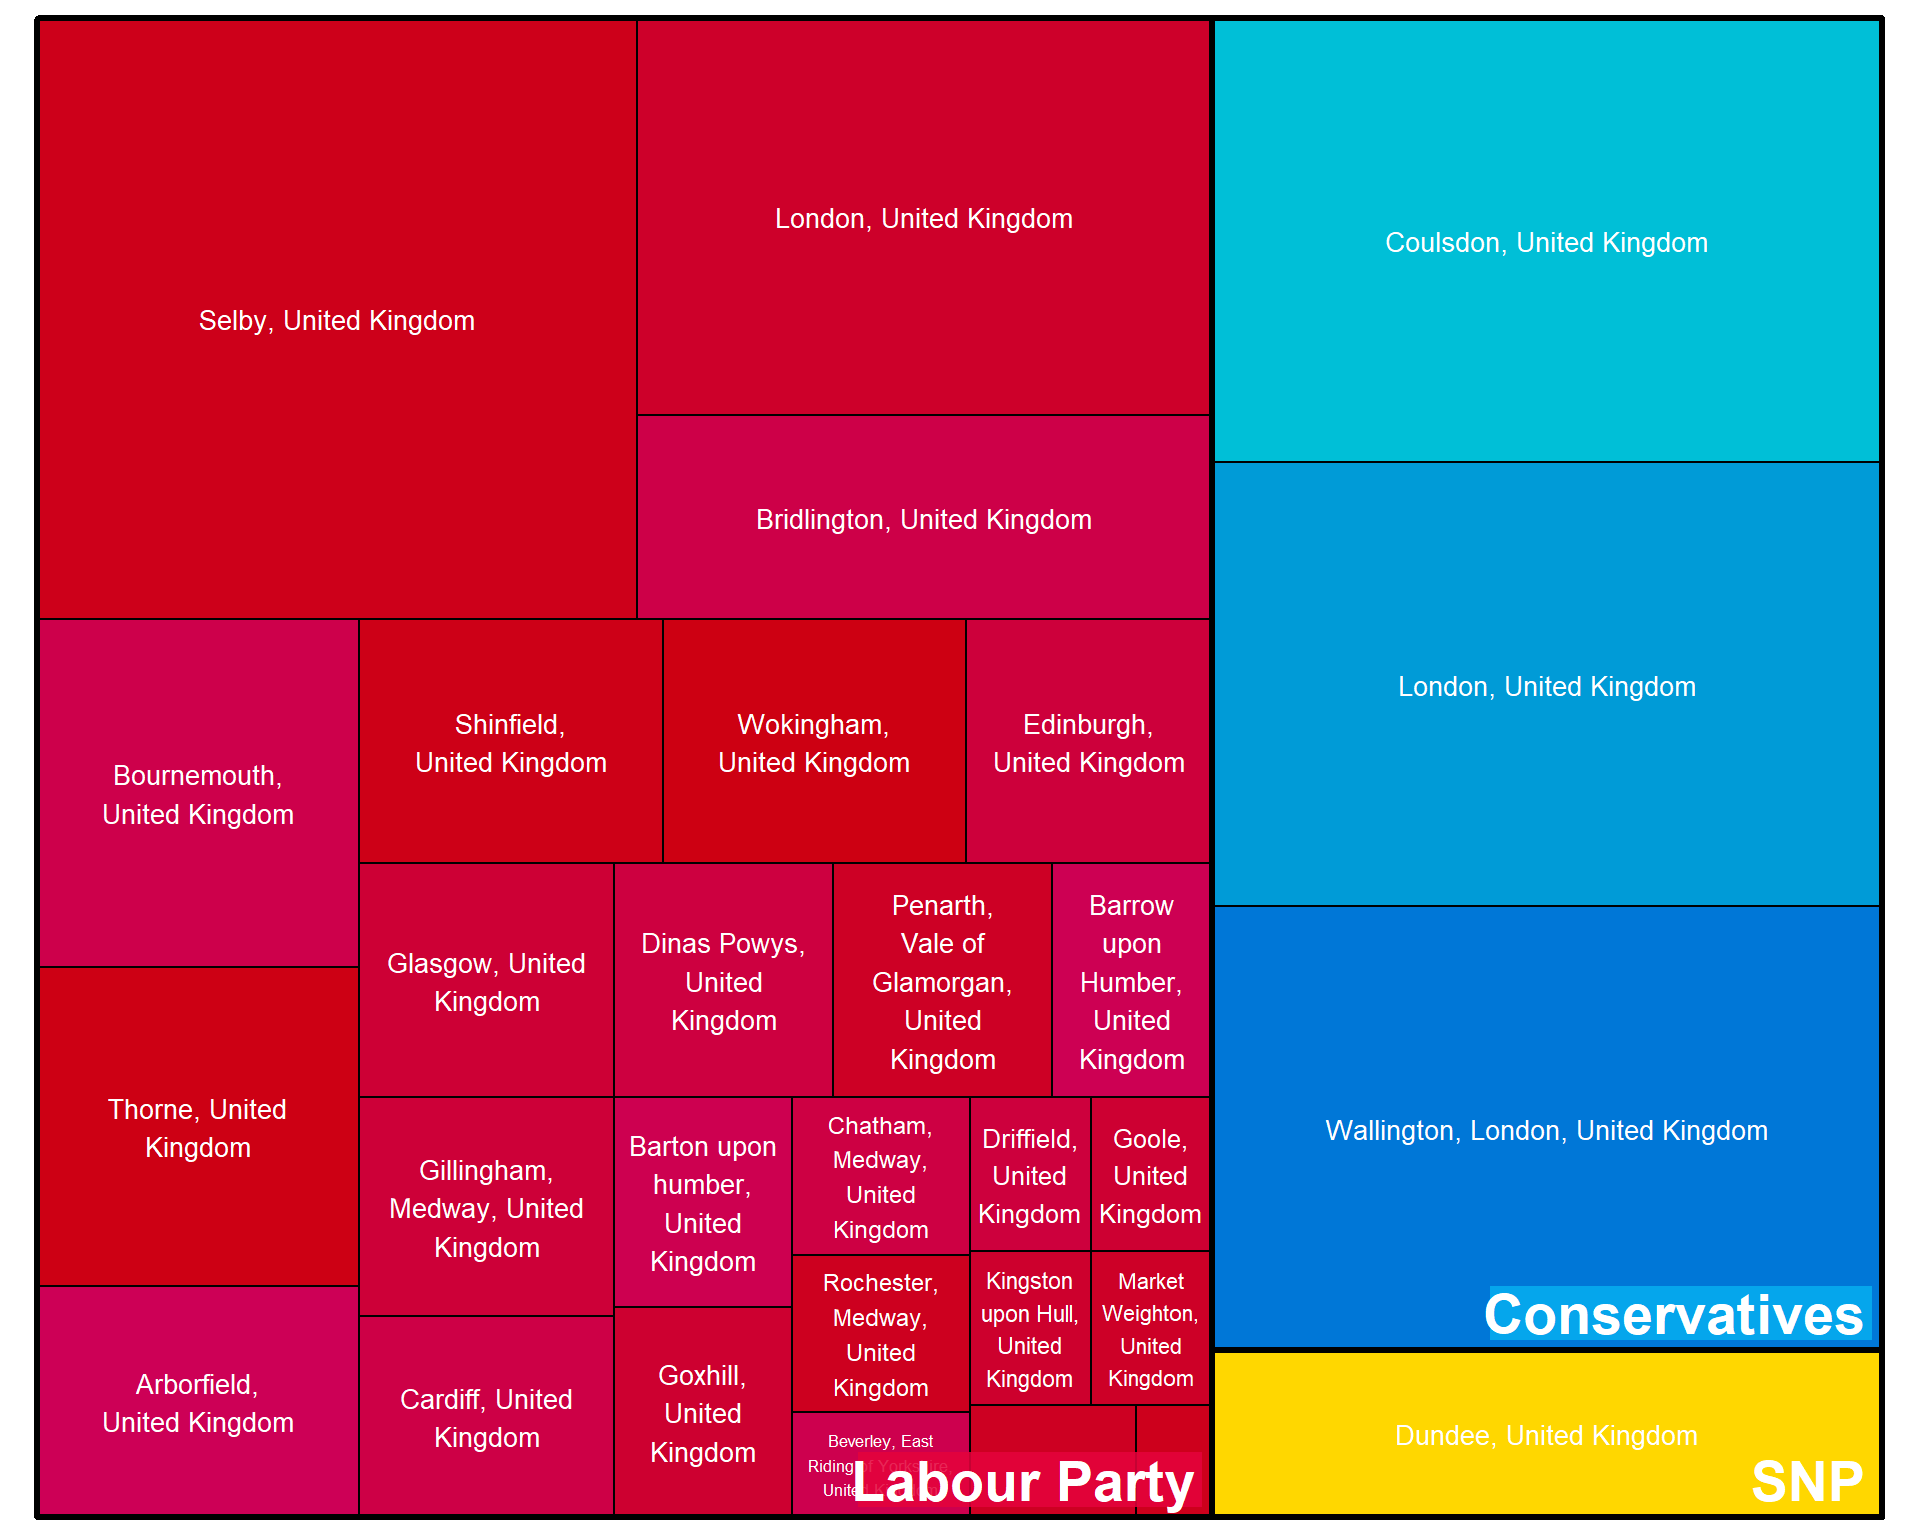 Selby, United Kingdom
London, United Kingdom
Bridlington, United Kingdom
Bournemouth,
United Kingdom
Thorne, United
Kingdom
Arborfield,
United Kingdom
Shinfield,
United Kingdom
Wokingham,
United Kingdom
Edinburgh,
United Kingdom
Glasgow, United
Kingdom
Dinas Powys,
United
Kingdom
Penarth,
Vale of
Glamorgan,
United
Kingdom
Barrow
upon
Humber,
United
Kingdom
Gillingham,
Medway, United
Kingdom
Cardiff, United
Kingdom
Barton upon
humber,
United
Kingdom
Goxhill,
United
Kingdom
Chatham,
Medway,
United
Kingdom
Rochester,
Medway,
United
Kingdom
Beverley, East
Riding of Yorkshire,
United Kingdom
Driffield,
United
Kingdom
Goole,
United
Kingdom
Kingston
upon Hull,
United
Kingdom
Market
Weighton,
United
Kingdom
Labour Party
Coulsdon, United Kingdom
London, United Kingdom
Wallington, London, United Kingdom
Conservatives
Dundee, United Kingdom
SNP